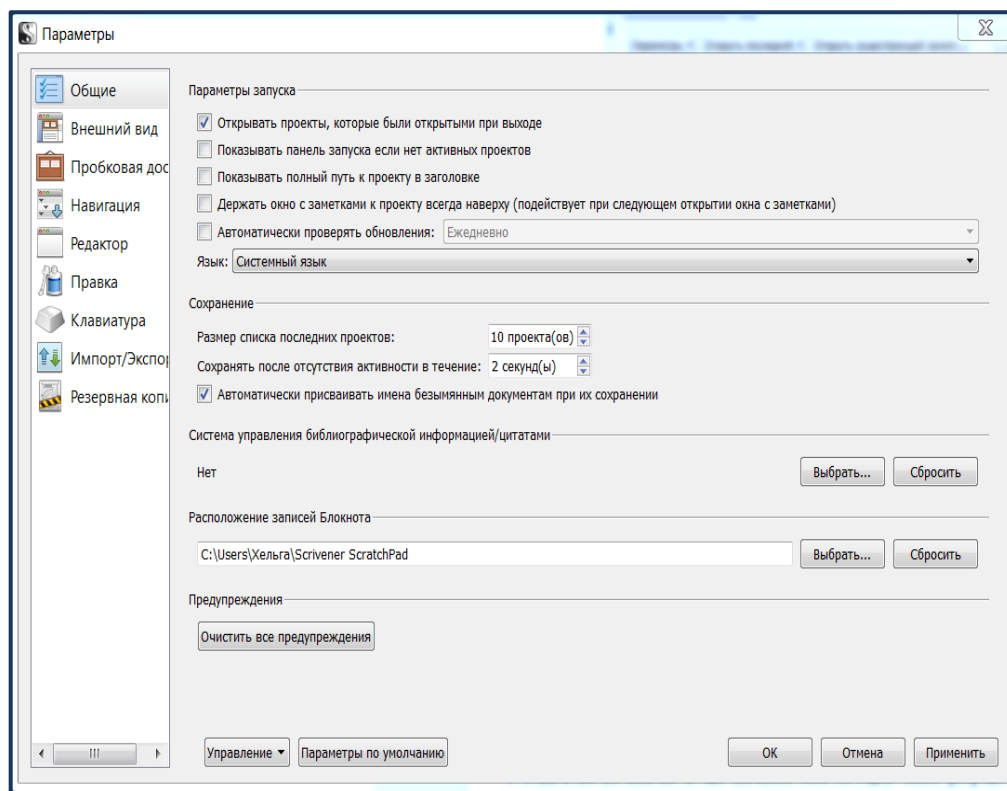 Параметры
Общие
Внешний вид
Пробковая дос
Навигация
Редактор
Правка
Клавиатура
Импорт/Экспор
Резервная копи
Параметры запуска
Открывать проекты, которые были открытыми при выходе
Показывать панель запуска если нет активных проектов
Показывать полный путь к проекту в заголовке
Держать окно с заметками к проекту всегда наверху (подействует при следующем открытии окна с заметками)
Автоматически проверять обновления: Ежедневно
Язык: Системный язык
Сохранение
Размер списка последних проектов: 10 проекта(ов)
Сохранять после отсутствия активности в течение: 2 секунд(ы)
Автоматически присваивать имена безымянным документам при их сохранении
Система управления библиографической информацией/цитатами
Нет Выбрать... Сбросить
Расположение записей Блокнота
C:\Users\Хельга\Scrivener ScratchPad Выбрать... Сбросить
Предупреждения
Очистить все предупреждения
Управление Параметры по умолчанию ОК Отмена Применить